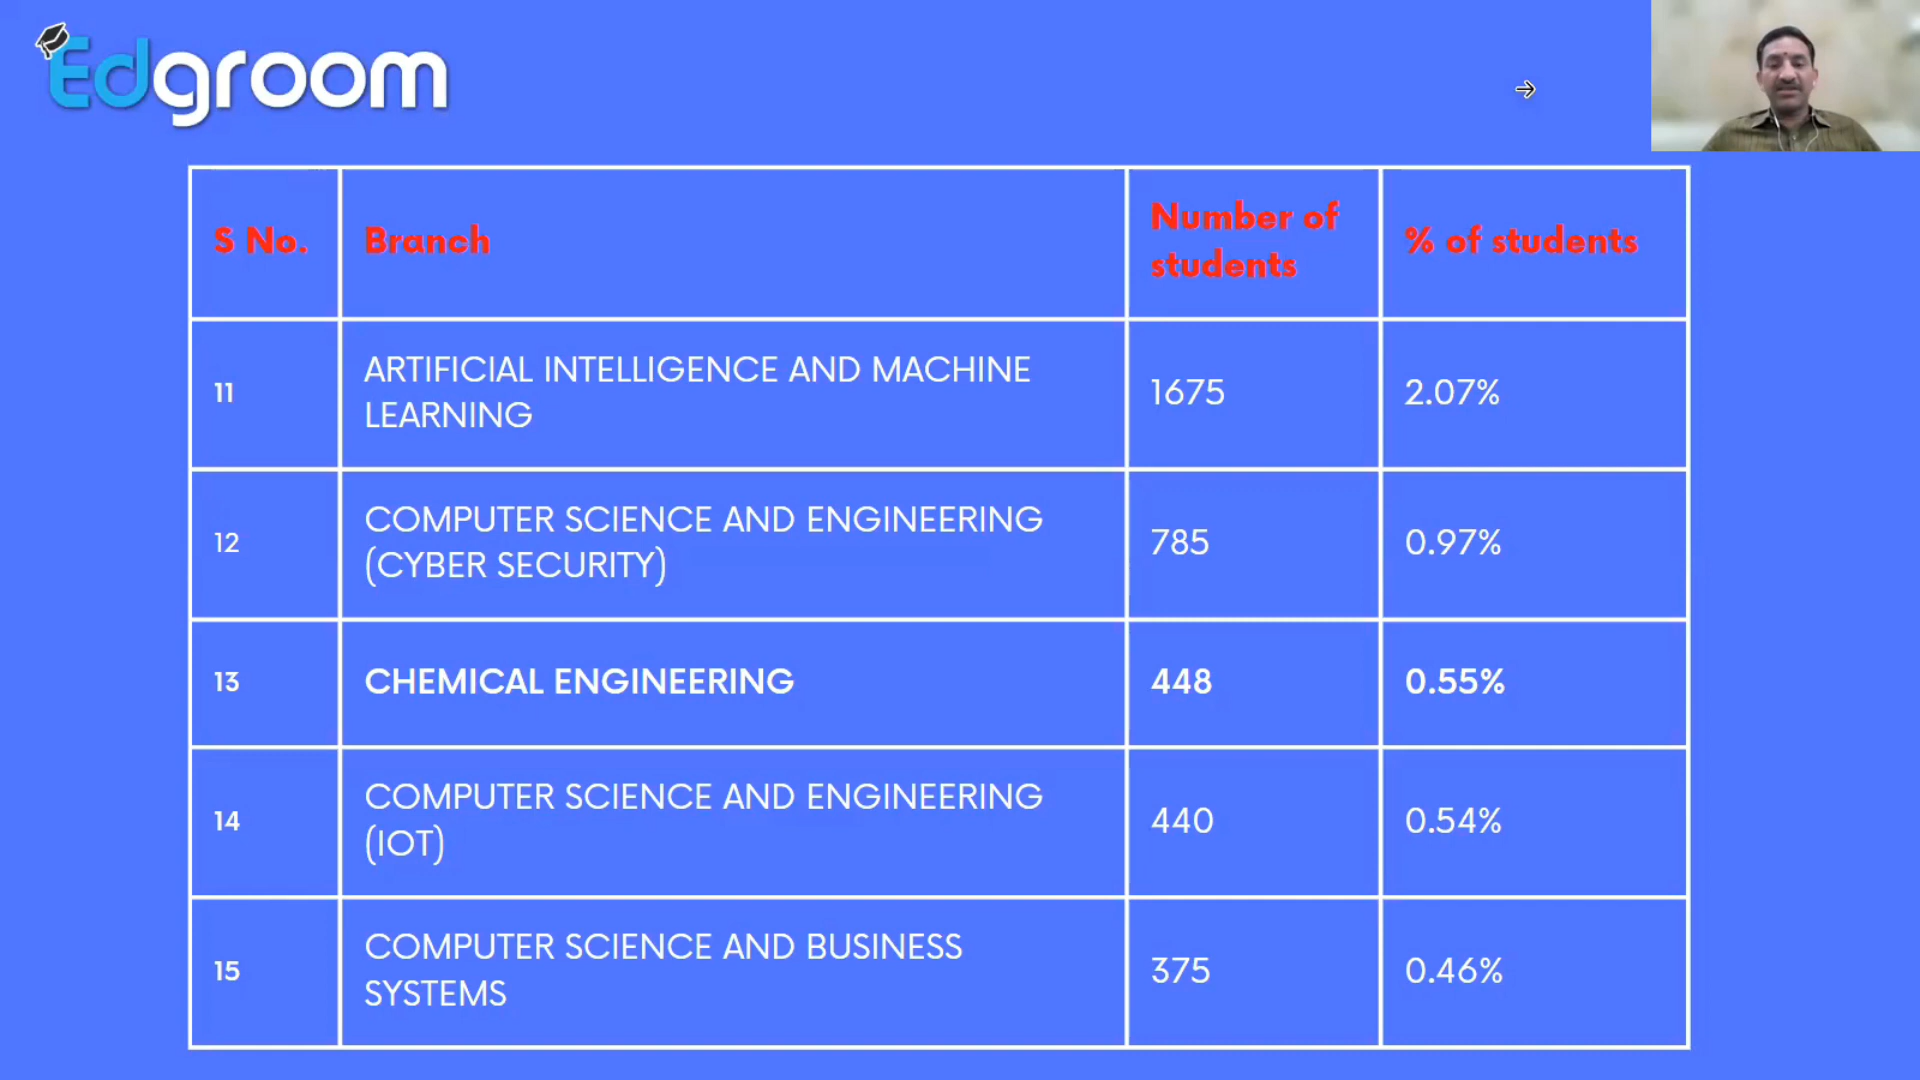 Edgroom
S No.
Branch
Number of
students
% of students
11
ARTIFICIAL INTELLIGENCE AND MACHINE
LEARNING
1675
2.07%
12
COMPUTER SCIENCE AND ENGINEERING
(CYBER SECURITY)
785
0.97%
13
CHEMICAL ENGINEERING
448
0.55%
14
COMPUTER SCIENCE AND ENGINEERING
(IOT)
440
0.54%
15
COMPUTER SCIENCE AND BUSINESS
SYSTEMS
375
0.46%